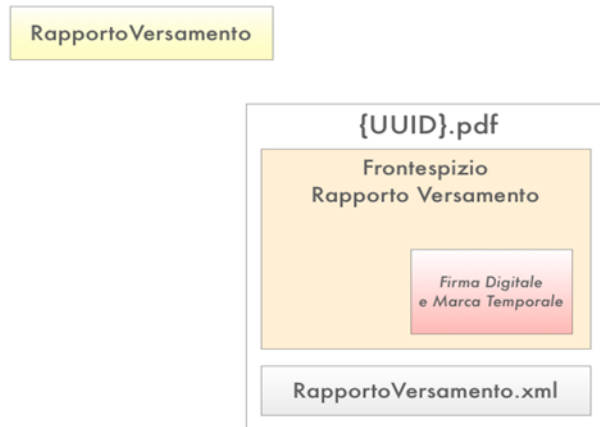 RapportoVersamento
{UUID}.pdf
Frontespizio
Rapporto Versamento
Firma Digitale
e Marca Temporale
RapportoVersamento.xml